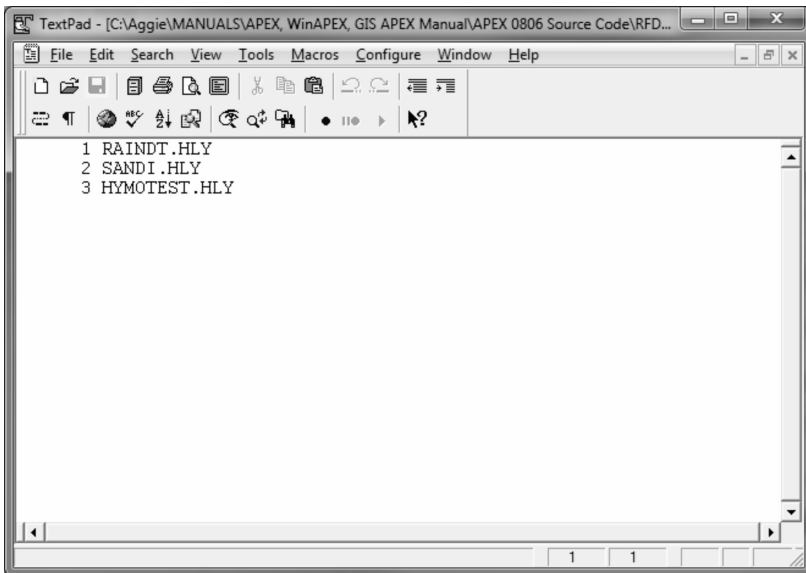 TextPad - [C:\Aggie\MANUALS\APEX, WinAPEX, GIS APEX Manual\APEX 0806 Source Code\RFD...
File Edit Search View Tools Macros Configure Window Help
1 RAINDT.HLY
2 SANDI.HLY
3 HYMOTEST.HLY
1 1